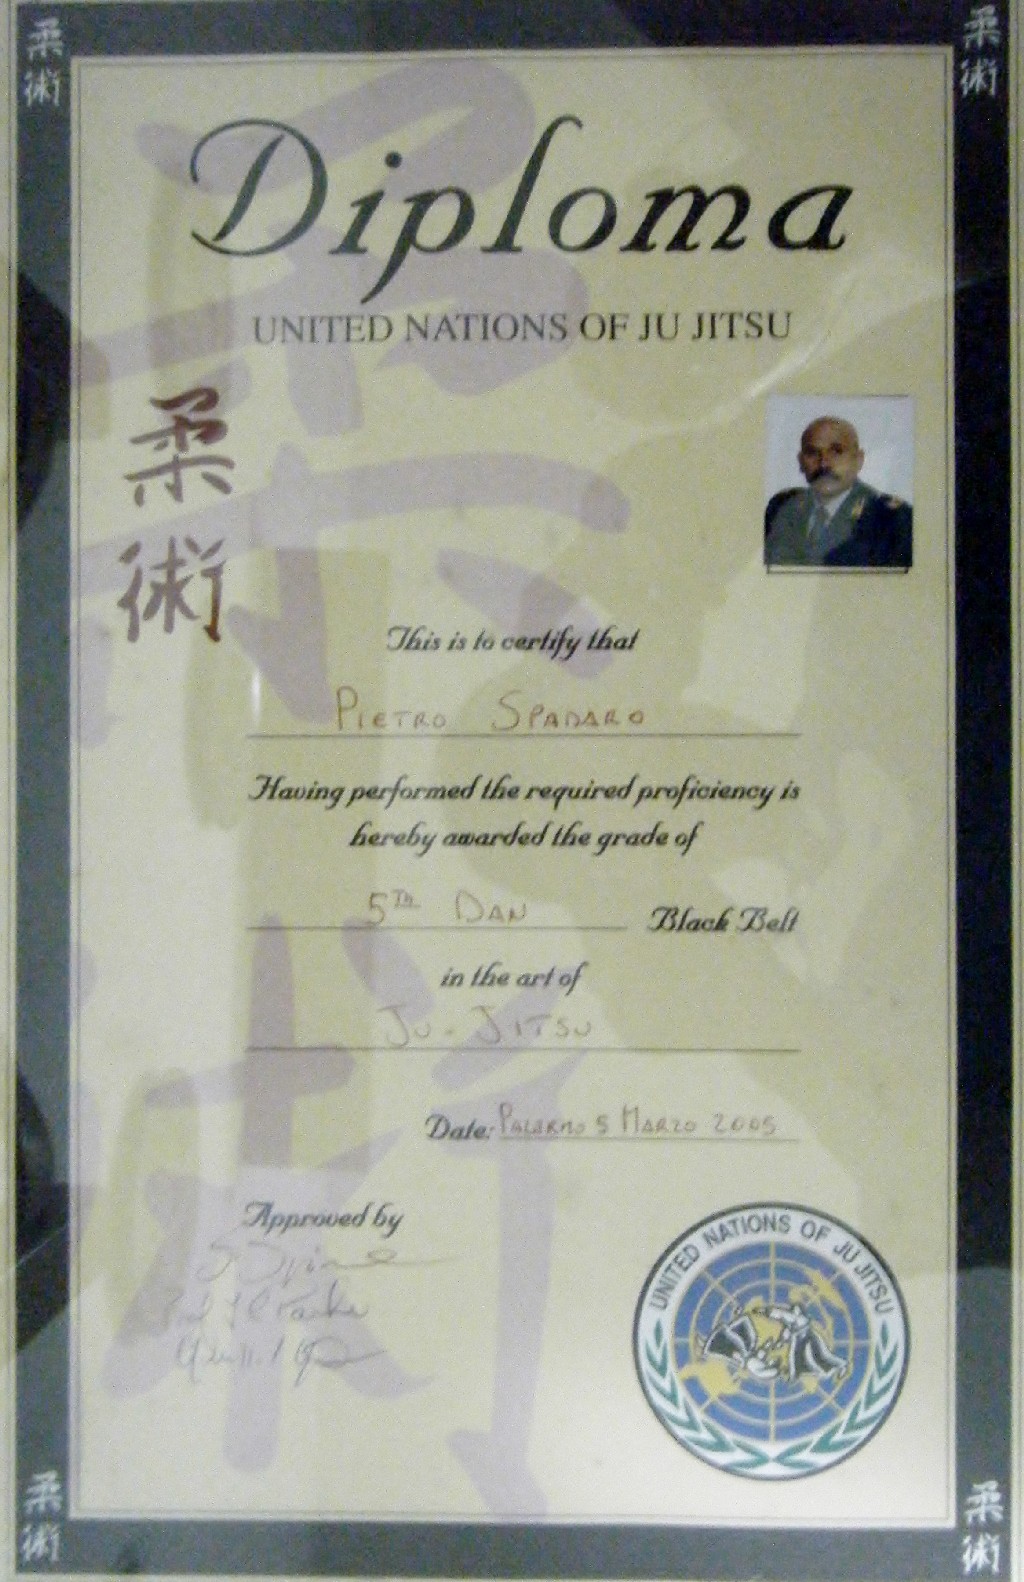 柔術
柔術
Diploma
UNITED NATIONS OF JU JITSU
柔術
This is to certify that
PIETRO SPADARO
Having performed the required proficiency is
hereby awarded the grade of
5TH DAN Black Belt
in the art of
JU-JITSU
Date: PALERMO 5 MARZO 2005
Approved by
UNITED NATIONS OF JU JITSU
柔術
柔術